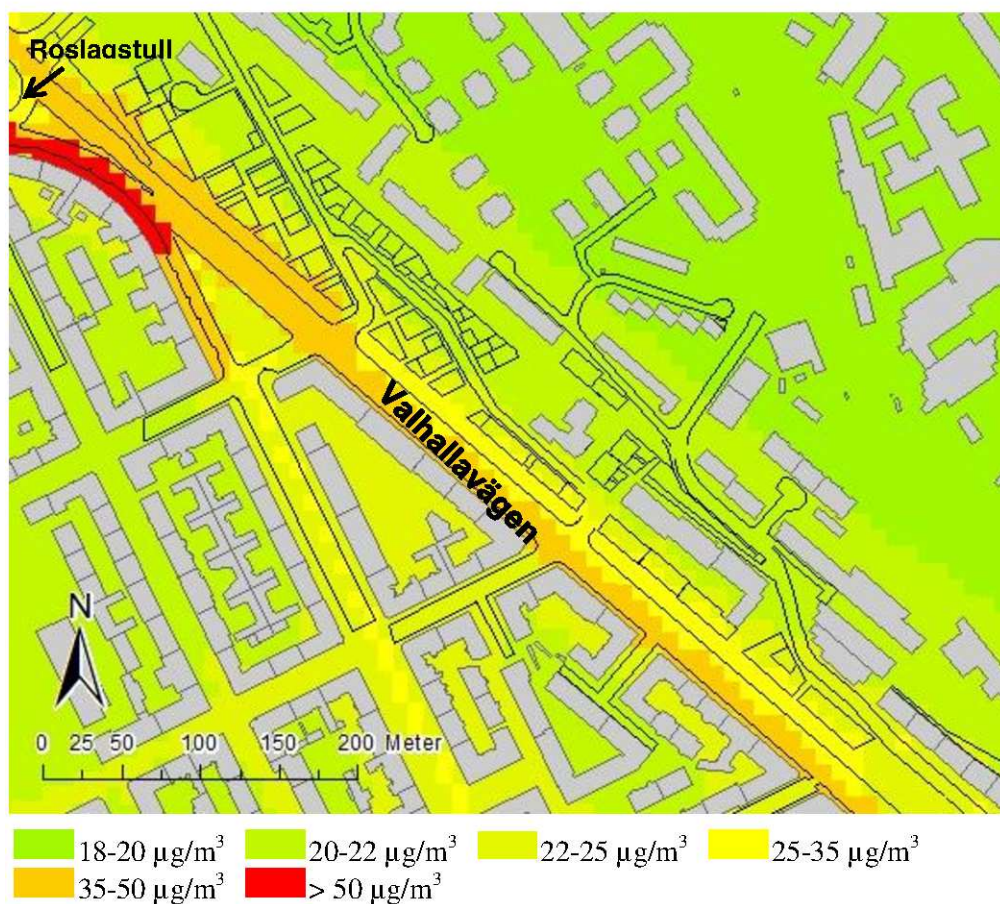 Roslagstull
Valhallavägen
N
0 25 50 100 150 200 Meter
18-20 µg/m³ 20-22 µg/m³ 22-25 µg/m³ 25-35 µg/m³
35-50 µg/m³ > 50 µg/m³